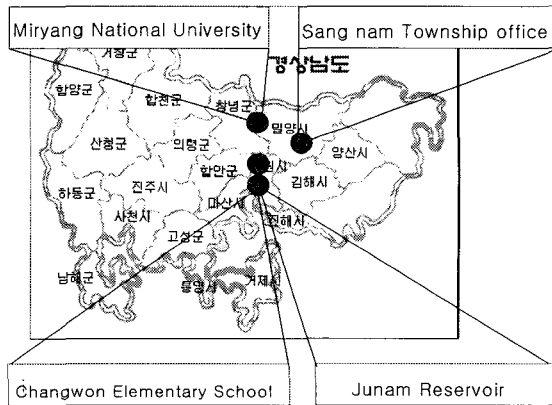 Miryang National University
Sang nam Township office
경상남도
거창군
함양군
합천군
창녕군
밀양시
산청군
의령군
양산시
함안군
원시
김해시
하동군
진주시
마산시
사천시
진해시
고성군
남해군
통영시
거제시
Changwon Elementary School
Junam Reservoir